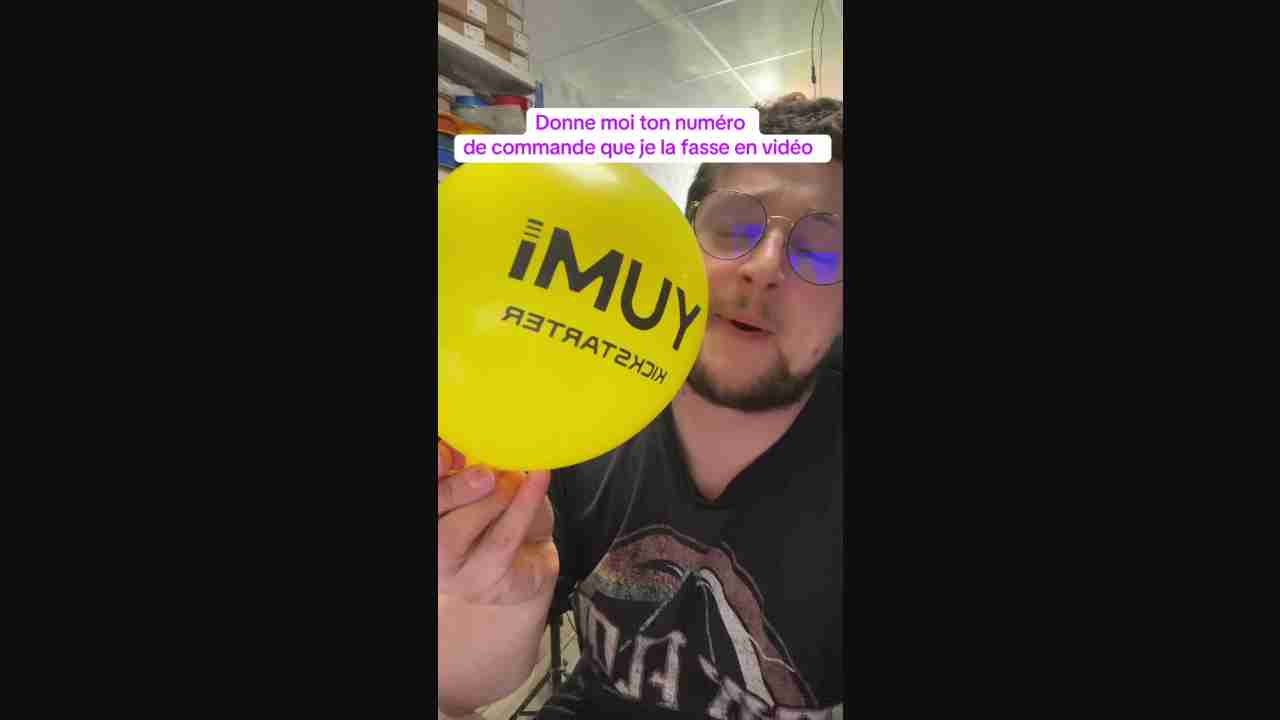 Donne moi ton numéro
de commande que je la fasse en vidéo
YUMi
KICKSTARTER